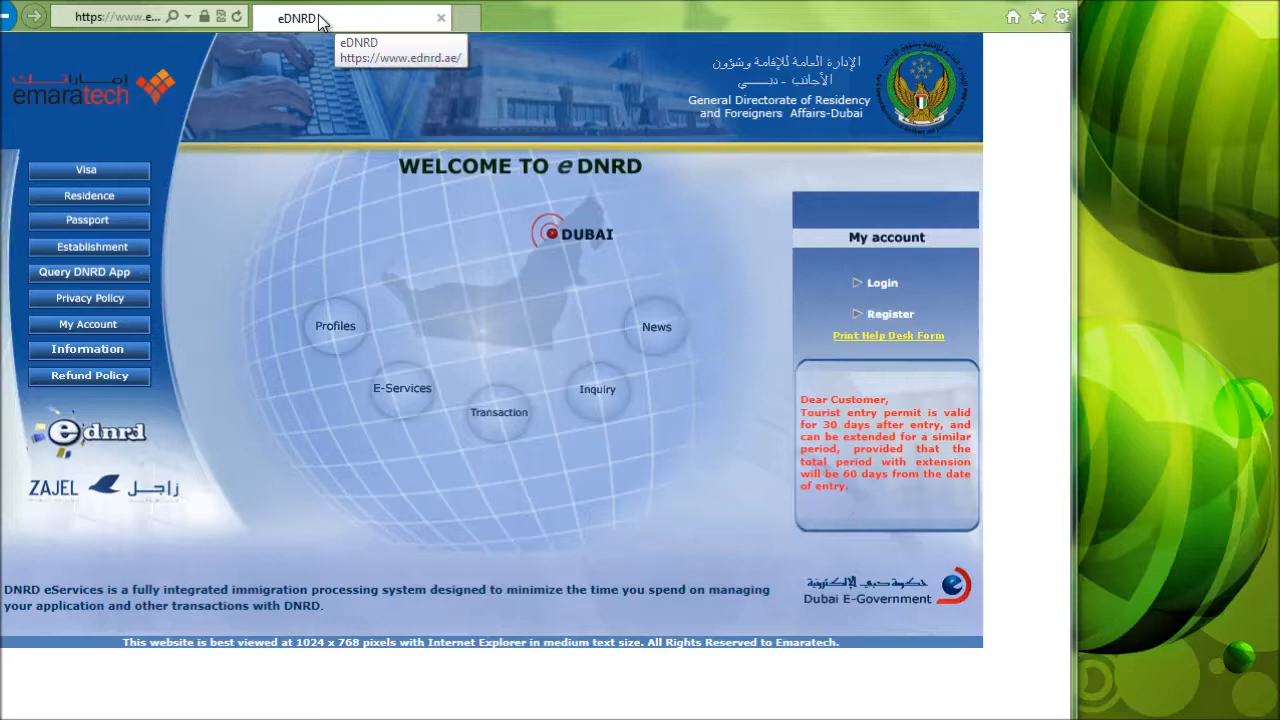 https://www.e...
eDNRD
eDNRD
https://www.ednrd.ae/
إماراتك
emaratech
الإدارة العامة للإقامة وشؤون
الأجانب - دبـــــي
General Directorate of Residency
and Foreigners Affairs-Dubai
WELCOME TO e DNRD
Visa
Residence
Passport
Establishment
Query DNRD App
Privacy Policy
My Account
Information
Refund Policy
ednrd
ZAJEL زاجل
DUBAI
Profiles
News
E-Services
Inquiry
Transaction
My account
Login
Register
Print Help Desk Form
Dear Customer,
Tourist entry permit is valid
for 30 days after entry, and
can be extended for a similar
period, provided that the
total period with extension
will be 60 days from the date
of entry.
DNRD eServices is a fully integrated immigration processing system designed to minimize the time you spend on managing
your application and other transactions with DNRD.
حكومة دبي الإلكترونية
Dubai E-Government
This website is best viewed at 1024 x 768 pixels with Internet Explorer in medium text size. All Rights Reserved to Emaratech.